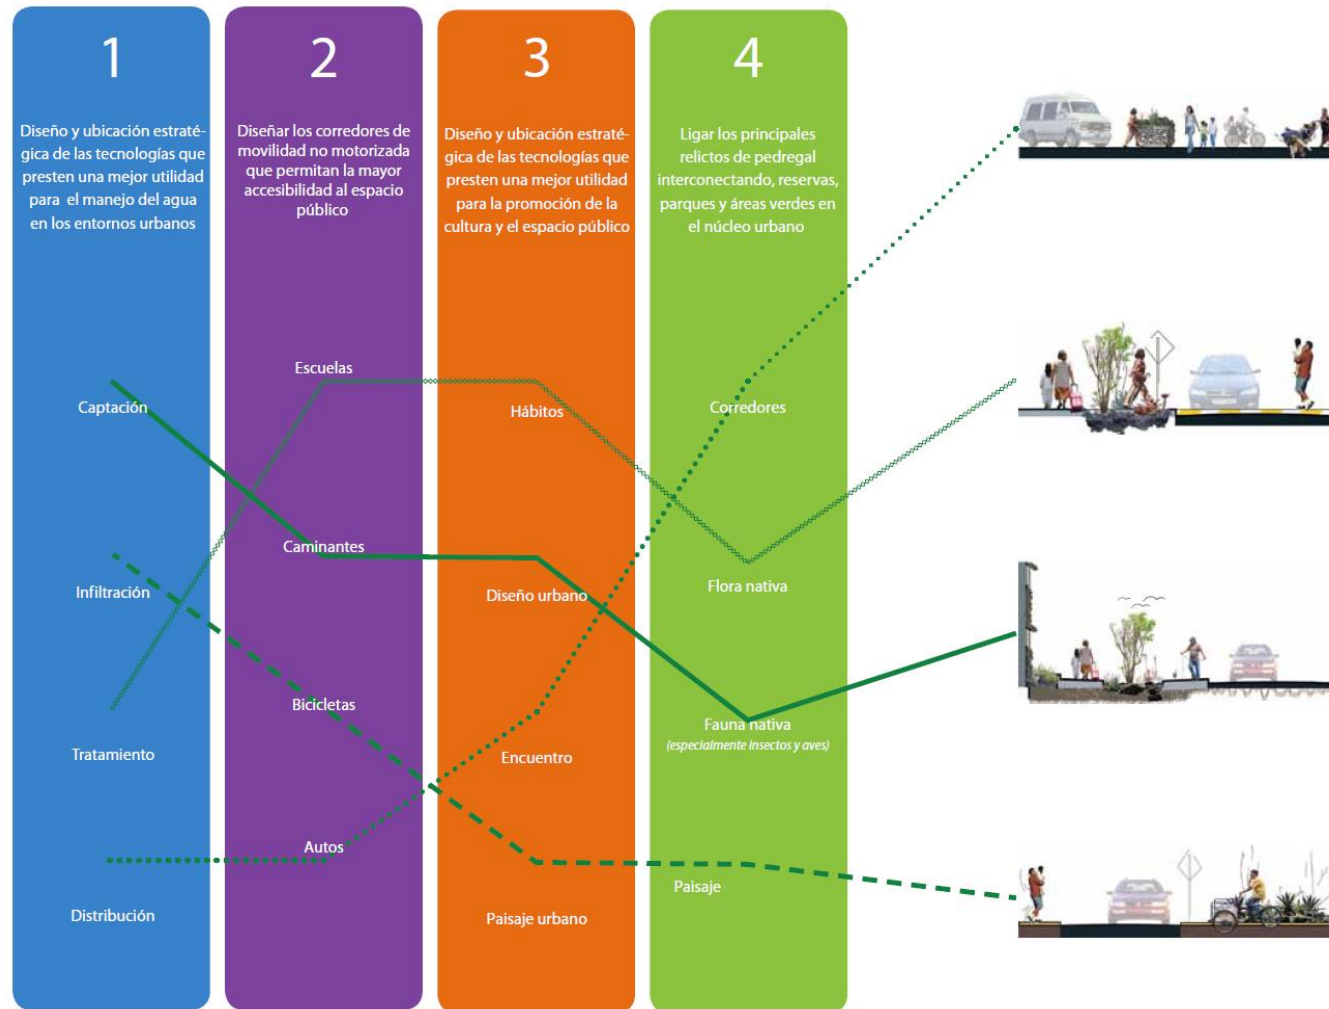 1
Diseño y ubicación estraté-
gica de las tecnologías que
presten una mejor utilidad
para el manejo del agua
en los entornos urbanos
Captación
Infiltración
Tratamiento
Distribución
2
Diseñar los corredores de
movilidad no motorizada
que permitan la mayor
accesibilidad al espacio
público
Escuelas
Caminantes
Bicicletas
Autos
3
Diseño y ubicación estraté-
gica de las tecnologías que
presten una mejor utilidad
para la promoción de la
cultura y el espacio público
Hábitos
Diseño urbano
Encuentro
Paisaje urbano
4
Ligar los principales
relictos de pedregal
interconectando, reservas,
parques y áreas verdes en
el núcleo urbano
Corredores
Flora nativa
Fauna nativa
(especialmente insectos y aves)
Paisaje